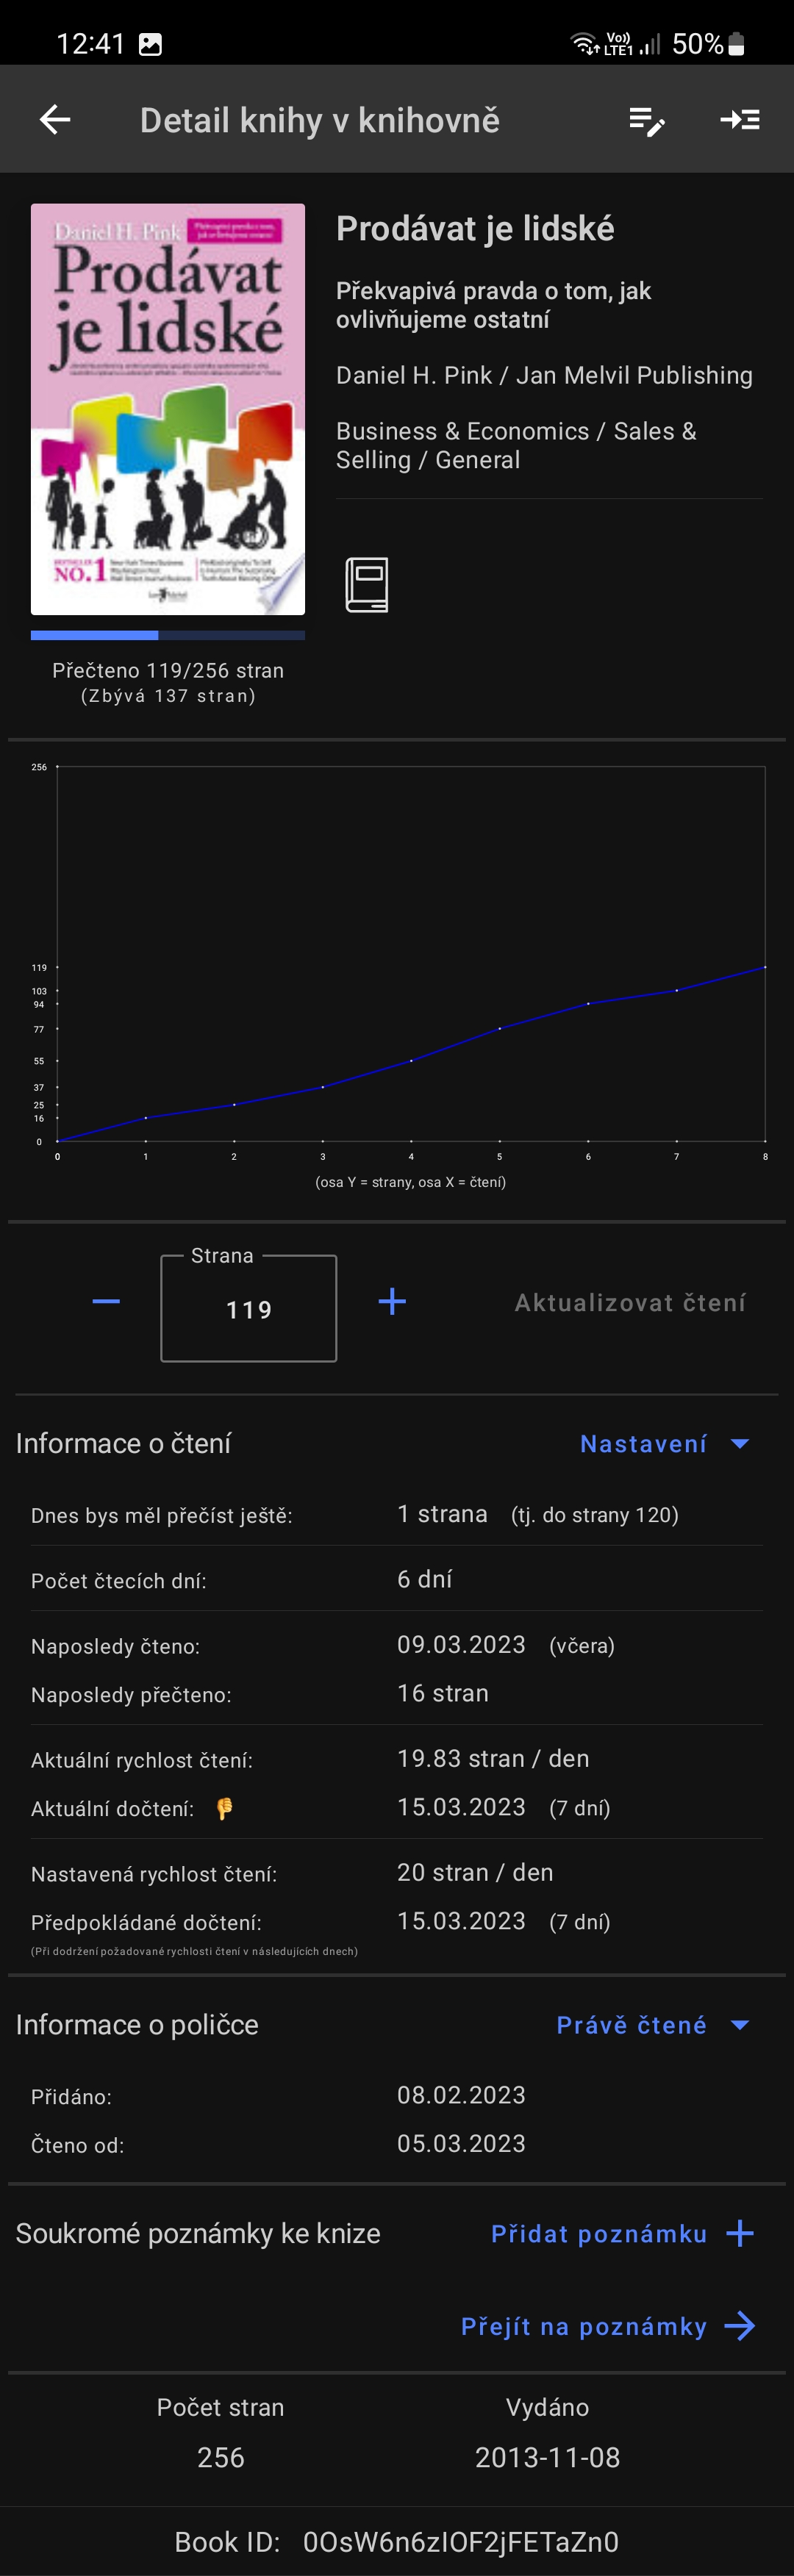 12:41
Vo))
LTE1
50%
Detail knihy v knihovně
Daniel H. Pink
Prodávat
je lidské
BESTSELLER
NO.1
Prodávat je lidské
Překvapivá pravda o tom, jak
ovlivňujeme ostatní
Daniel H. Pink / Jan Melvil Publishing
Business & Economics / Sales &
Selling / General
Přečteno 119/256 stran
(Zbývá 137 stran)
256
119
103
94
77
55
37
25
16
0
0 1 2 3 4 5 6 7 8
(osa Y = strany, osa X = čtení)
Strana
119
Aktualizovat čtení
Informace o čtení
Nastavení
Dnes bys měl přečíst ještě: 1 strana (tj. do strany 120)
Počet čtecích dní: 6 dní
Naposledy čteno: 09.03.2023 (včera)
Naposledy přečteno: 16 stran
Aktuální rychlost čtení: 19.83 stran / den
Aktuální dočtení: 15.03.2023 (7 dní)
Nastavená rychlost čtení: 20 stran / den
Předpokládané dočtení: 15.03.2023 (7 dní)
(Při dodržení požadované rychlosti čtení v následujících dnech)
Informace o poličce
Právě čtené
Přidáno: 08.02.2023
Čteno od: 05.03.2023
Soukromé poznámky ke knize
Přidat poznámku
Přejít na poznámky
Počet stran Vydáno
256 2013-11-08
Book ID: 0OsW6n6zIOF2jFETaZn0